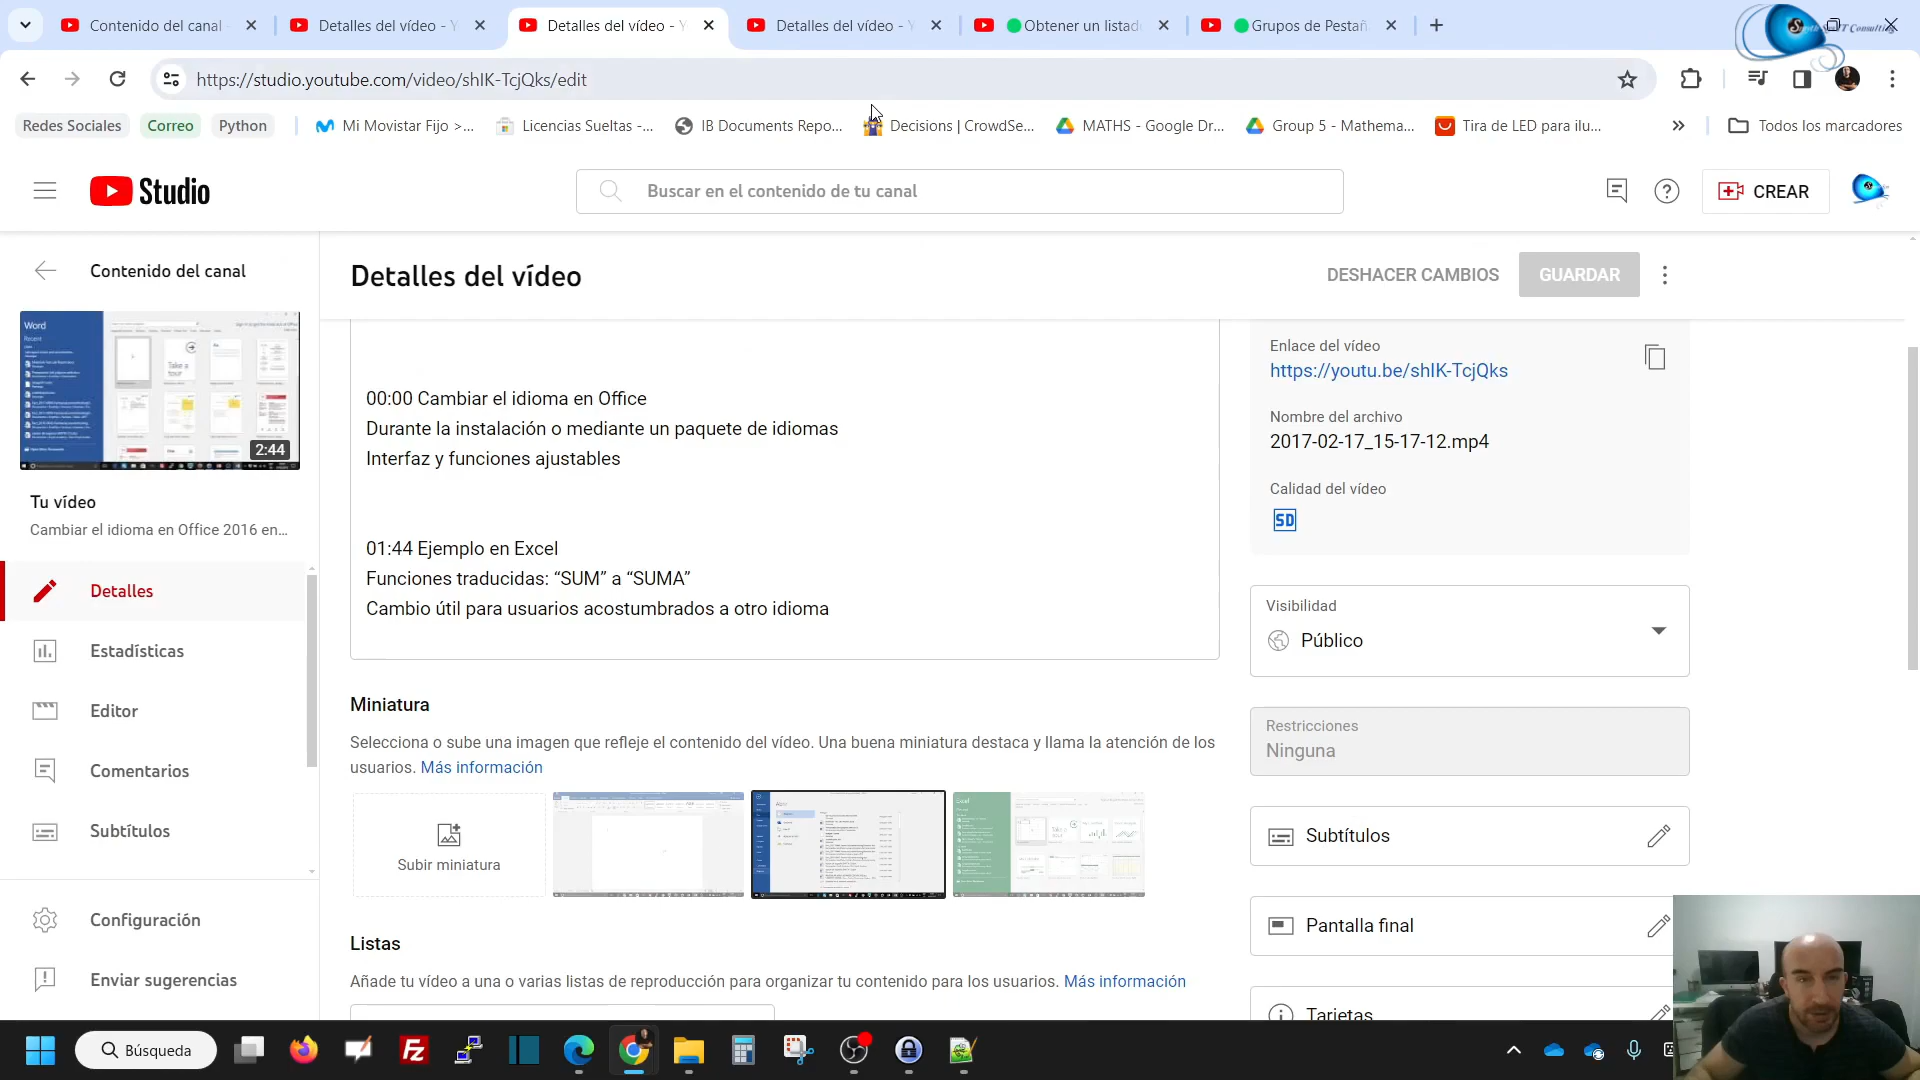 Contenido del canal -
Detalles del vídeo - Y
Detalles del vídeo - Y
Detalles del vídeo - Y
Obtener un listad
Grupos de Pestañ
https://studio.youtube.com/video/shIK-TcjQks/edit
Redes Sociales
Correo
Python
Mi Movistar Fijo >...
Licencias Sueltas -...
IB Documents Repo...
Decisions | CrowdSe...
MATHS - Google Dr...
Group 5 - Mathema...
Tira de LED para ilu...
Todos los marcadores
Studio
Buscar en el contenido de tu canal
CREAR
Contenido del canal
Detalles del vídeo
DESHACER CAMBIOS
GUARDAR
Word
2:44
Tu vídeo
Cambiar el idioma en Office 2016 en...
Detalles
Estadísticas
Editor
Comentarios
Subtítulos
Configuración
Enviar sugerencias
00:00 Cambiar el idioma en Office
Durante la instalación o mediante un paquete de idiomas
Interfaz y funciones ajustables
01:44 Ejemplo en Excel
Funciones traducidas: “SUM” a “SUMA”
Cambio útil para usuarios acostumbrados a otro idioma
Miniatura
Selecciona o sube una imagen que refleje el contenido del vídeo. Una buena miniatura destaca y llama la atención de los
usuarios. Más información
Subir miniatura
Listas
Añade tu vídeo a una o varias listas de reproducción para organizar tu contenido para los usuarios. Más información
Enlace del vídeo
https://youtu.be/shIK-TcjQks
Nombre del archivo
2017-02-17_15-17-12.mp4
Calidad del vídeo
SD
Visibilidad
Público
Restricciones
Ninguna
Subtítulos
Pantalla final
Tarjetas
Búsqueda